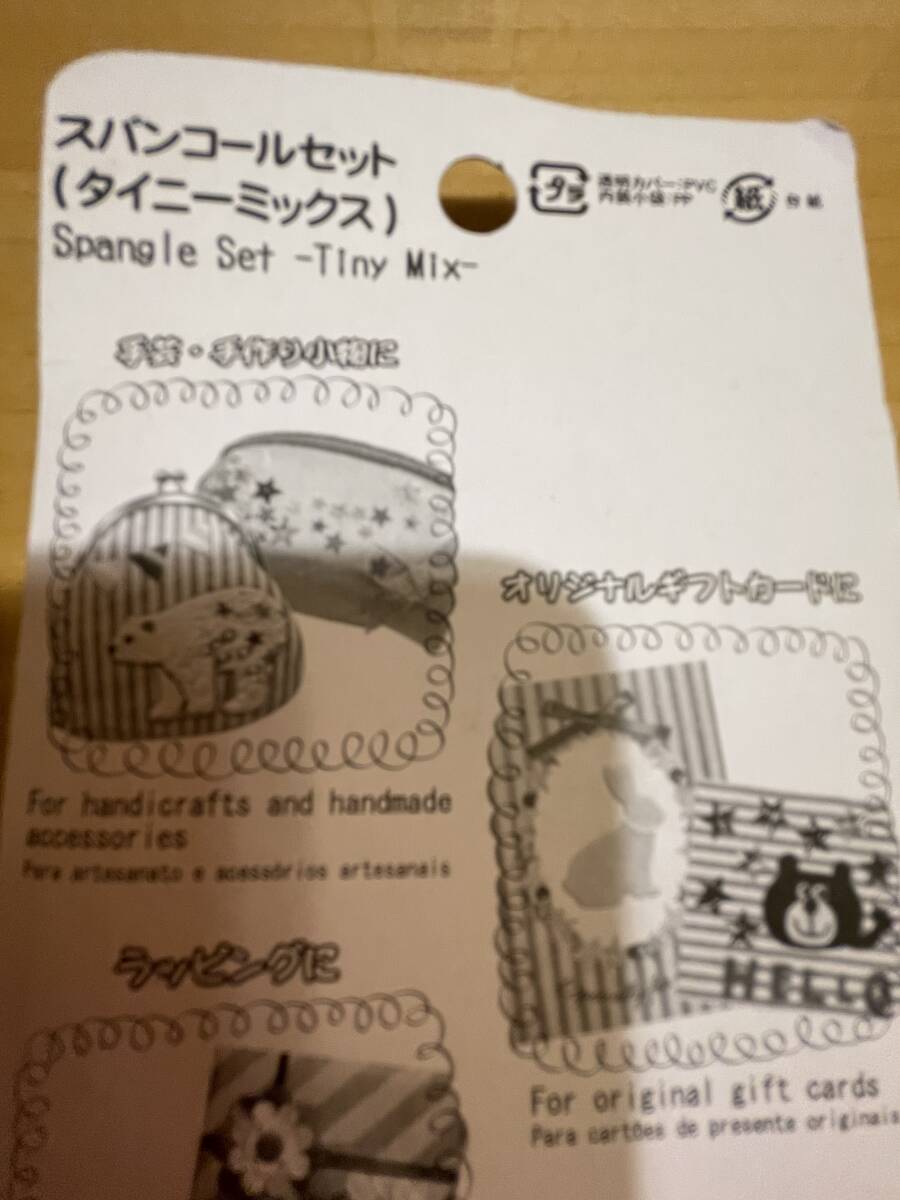 スパンコールセット
(タイニーミックス)
Spangle Set -Tiny Mix-
プラ
透明カバー:PVC
内装小袋:PP
紙
台紙
手芸・手作り小物に
For handicrafts and handmade
accessories
Para artesanato e acessórios artesanais
オリジナルギフトカードに
HELLO
For original gift cards
Para cartões de presente originais
ラッピングに